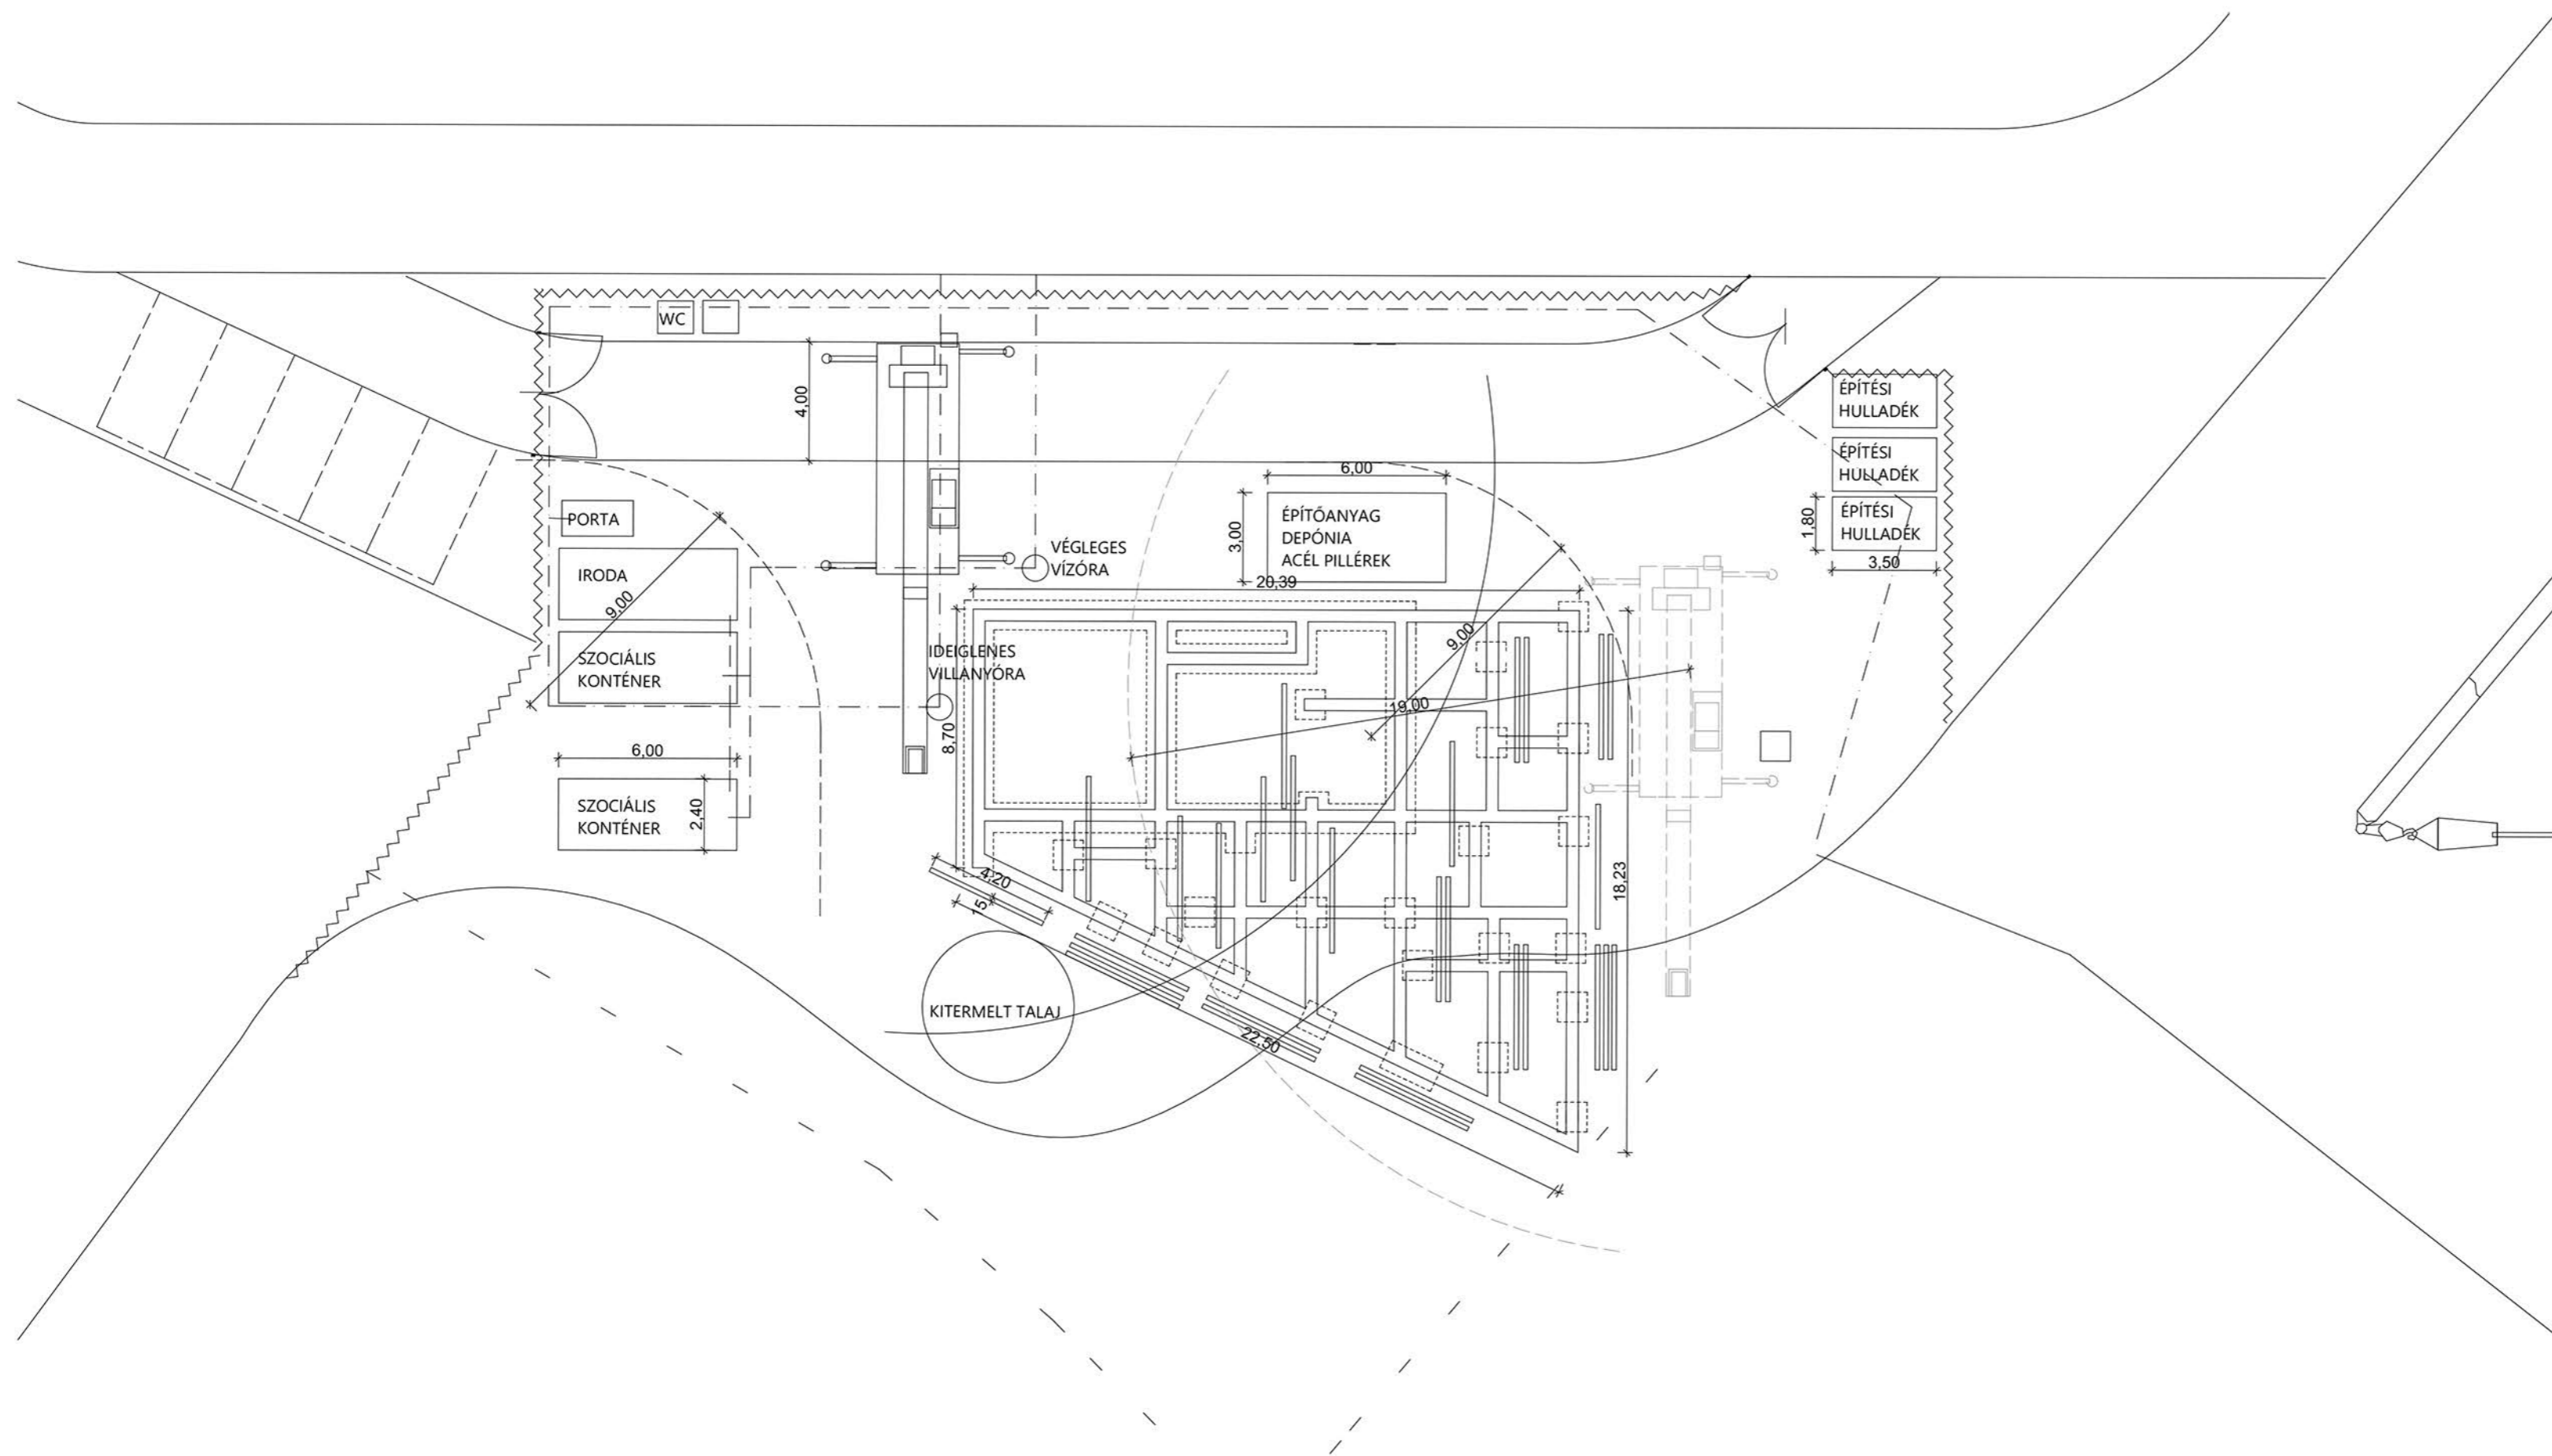 WC
ÉPÍTÉSI
HULLADÉK
4,00
ÉPÍTÉSI
HULLADÉK
6,00
ÉPÍTÉSI
HULLADÉK
1,80
3,50
PORTA
ÉPÍTŐANYAG
DEPÓNIA
ACÉL PILLÉREK
3,00
VÉGLEGES
VÍZÓRA
IRODA
20,39
9,00
9,00
IDEIGLENES
VILLANYÓRA
SZOCIÁLIS
KONTÉNER
19,00
8,70
6,00
SZOCIÁLIS
KONTÉNER
2,40
4,20
18,23
KITERMELT TALAJ
22,50